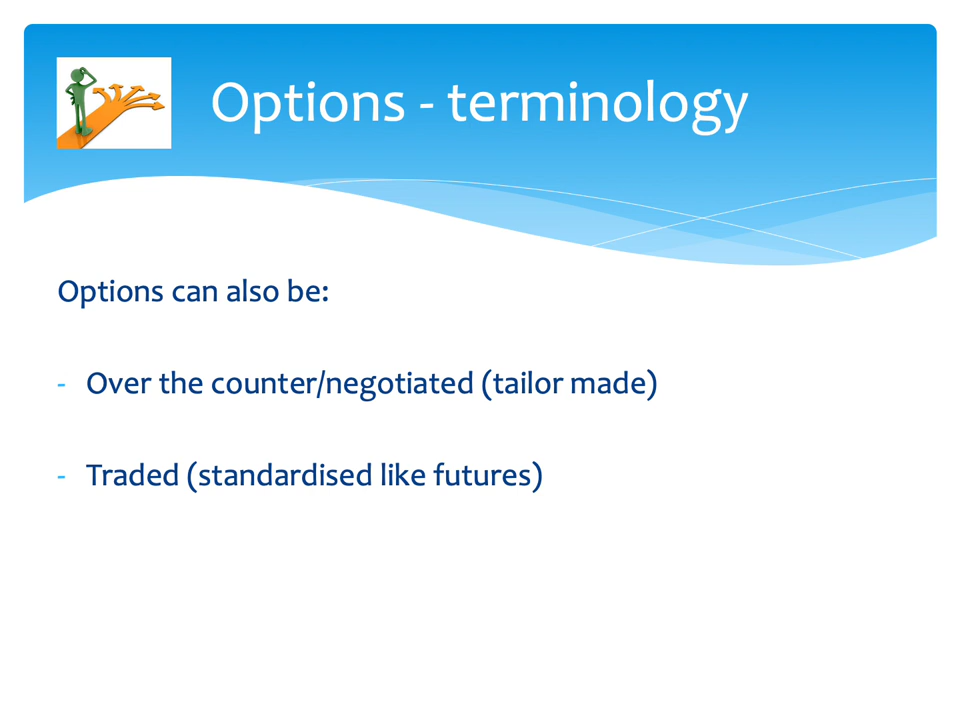 Options - terminology
Options can also be:
- Over the counter/negotiated (tailor made)
- Traded (standardised like futures)